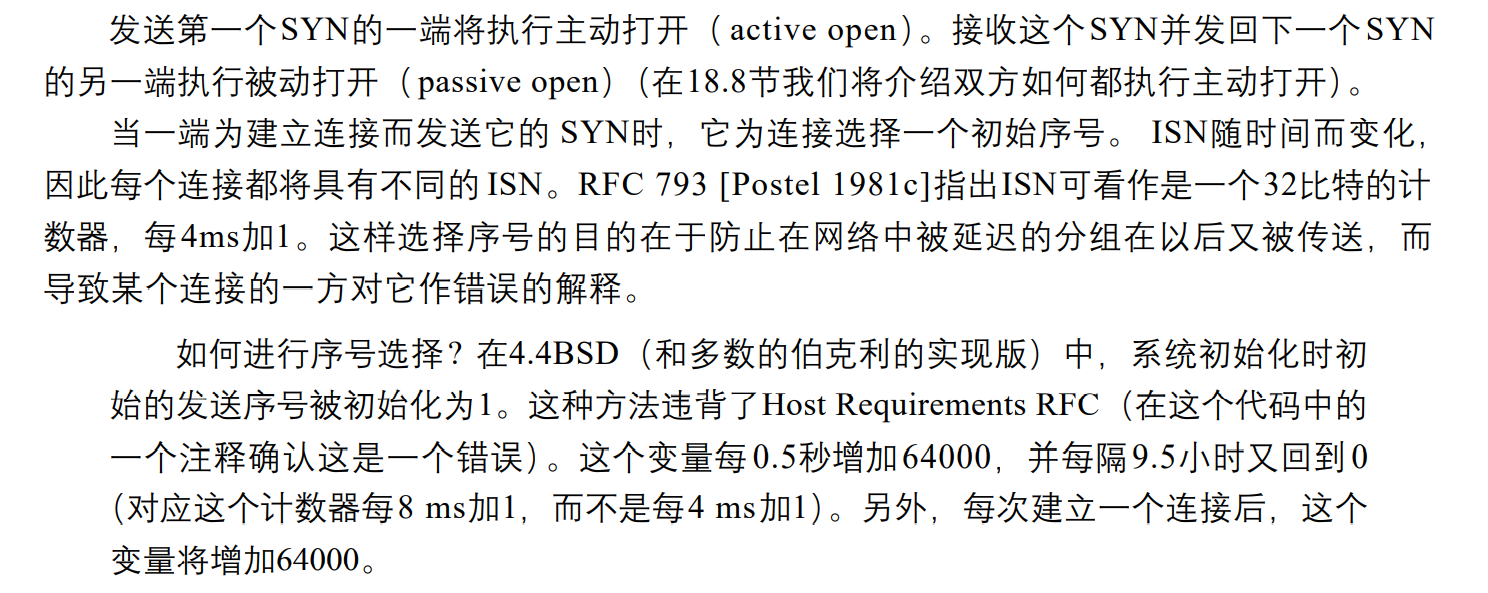 发送第一个SYN的一端将执行主动打开（active open）。接收这个SYN并发回下一个SYN
的另一端执行被动打开（passive open）（在18.8节我们将介绍双方如何都执行主动打开）。
当一端为建立连接而发送它的SYN时，它为连接选择一个初始序号。ISN随时间而变化，
因此每个连接都将具有不同的ISN。RFC 793 [Postel 1981c]指出ISN可看作是一个32比特的计
数器，每4ms加1。这样选择序号的目的在于防止在网络中被延迟的分组在以后又被传送，而
导致某个连接的一方对它作错误的解释。
如何进行序号选择？在4.4BSD（和多数的伯克利的实现版）中，系统初始化时初
始的发送序号被初始化为1。这种方法违背了Host Requirements RFC（在这个代码中的
一个注释确认这是一个错误）。这个变量每0.5秒增加64000，并每隔9.5小时又回到0
（对应这个计数器每8 ms加1，而不是每4 ms加1）。另外，每次建立一个连接后，这个
变量将增加64000。